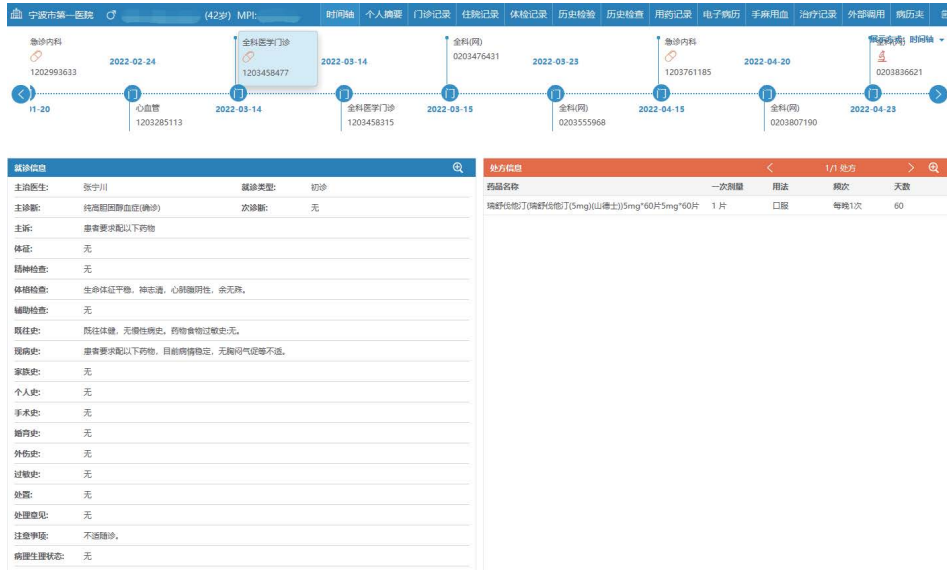 宁波市第一医院 (42岁) MPI: 时间轴 个人摘要 门诊记录 住院记录 体检记录 历史检验 历史检查 用药记录 电子病历 手麻用血 治疗记录 外部调用 病历夹
展示方式: 时间轴
急诊内科 全科医学门诊 全科(网) 急诊内科 全科(网)
1202993633 1203458477 0203476431 1203761185 0203836621
2022-02-24 2022-03-14 2022-03-23 2022-04-20
01-20 2022-03-14 2022-03-15 2022-04-15 2022-04-23
心血管 全科医学门诊 全科(网) 全科(网)
1203285113 1203458315 0203555968 0203807190
就诊信息
主治医生: 张宁川 就诊类型: 初诊
主诊断: 纯高胆固醇血症(确诊) 次诊断: 无
主诉: 患者要求配以下药物
体征: 无
精神检查: 无
体格检查: 生命体征平稳，神志清，心肺腹阴性，余无殊。
辅助检查: 无
既往史: 既往体健，无慢性病史。药物食物过敏史:无。
现病史: 患者要求配以下药物，目前病情稳定，无胸闷气促等不适。
家族史: 无
个人史: 无
手术史: 无
婚育史: 无
外伤史: 无
过敏史: 无
处置: 无
处理意见: 无
注意事项: 不适随诊。
病理生理状态: 无
处方信息 1/1 处方
药品名称 一次剂量 用法 频次 天数
瑞舒伐他汀(瑞舒伐他汀(5mg)(山德士))5mg*60片5mg*60片 1 片 口服 每晚1次 60